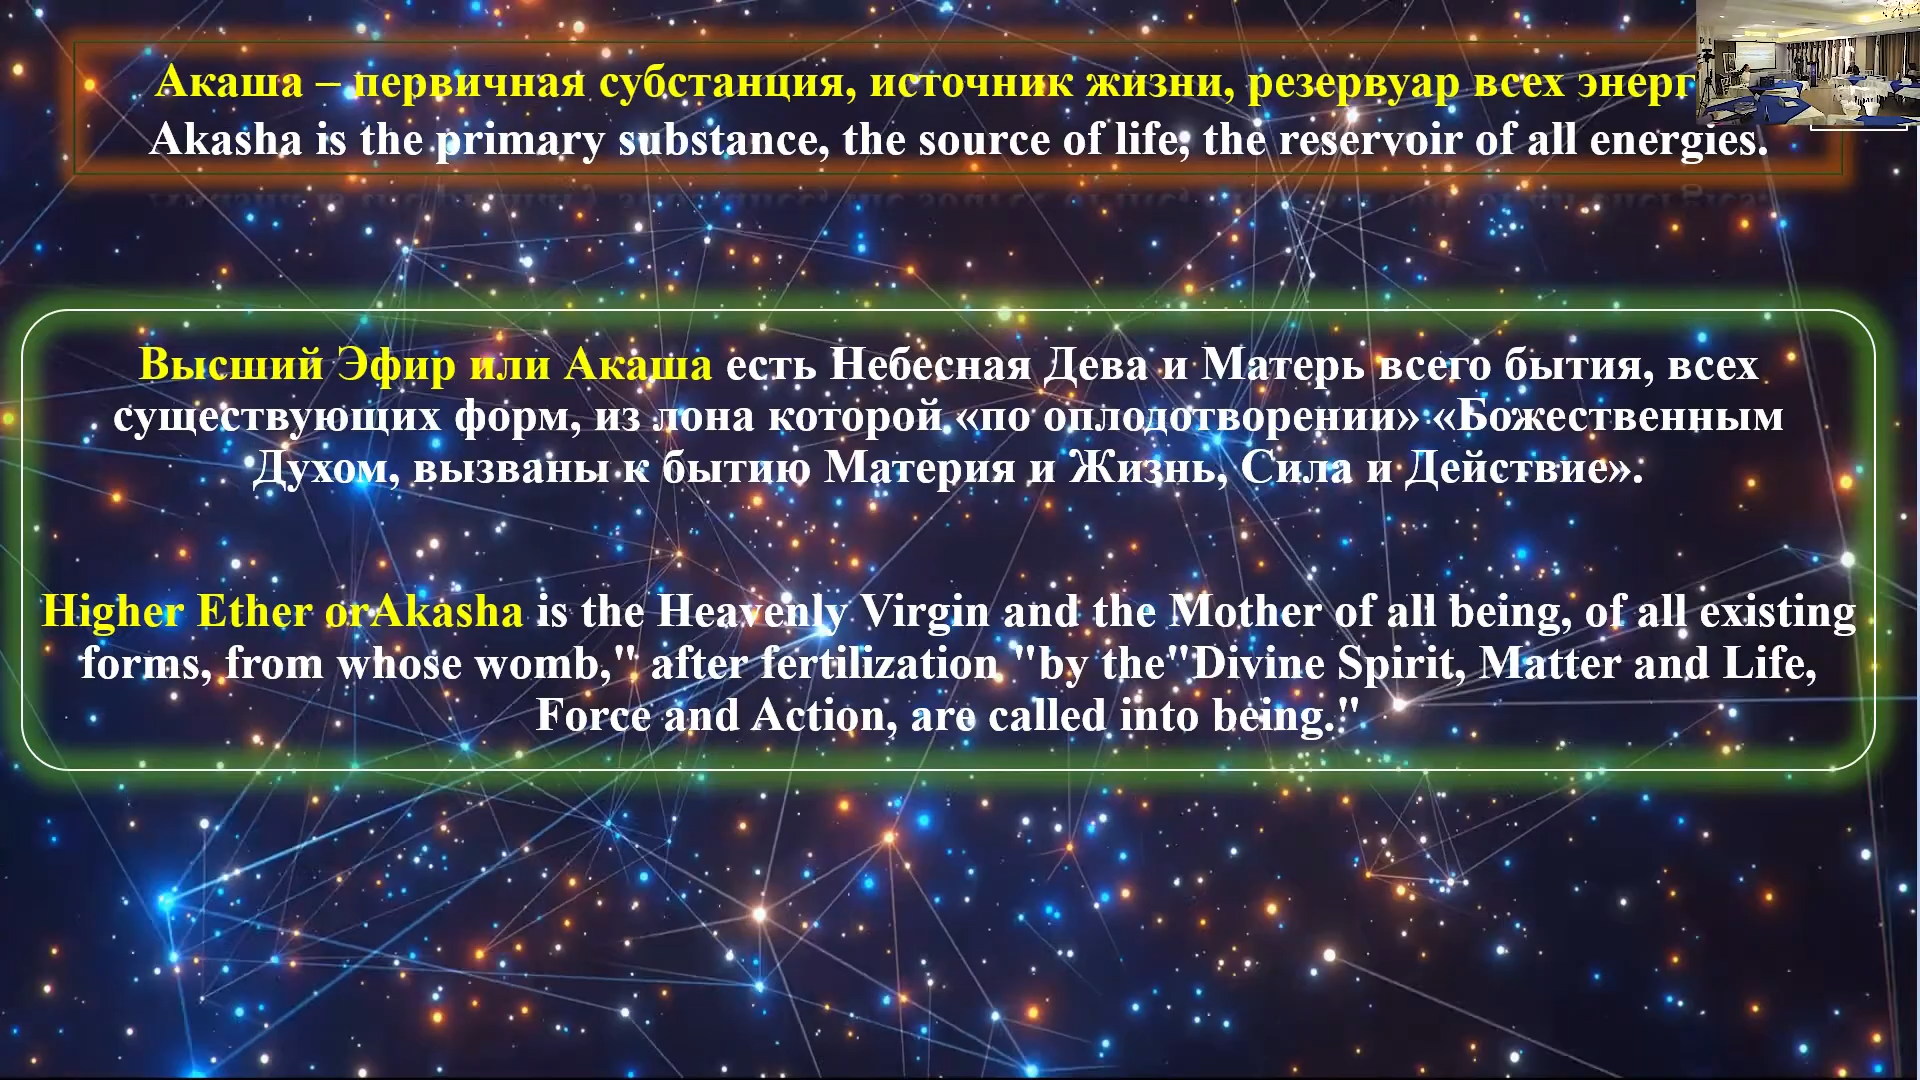 Акаша – первичная субстанция, источник жизни, резервуар всех
Akasha is the primary substance, the source of life; the reservoir of all energies.
Высший Эфир или Акаша есть Небесная Дева и Матерь всего бытия, всех
существующих форм, из лона которой «по оплодотворении» «Божественным
Духом, вызваны к бытию Материя и Жизнь, Сила и Действие».
Higher Ether orAkasha is the Heavenly Virgin and the Mother of all being, of all existing
forms, from whose womb," after fertilization "by the"Divine Spirit, Matter and Life,
Force and Action, are called into being."